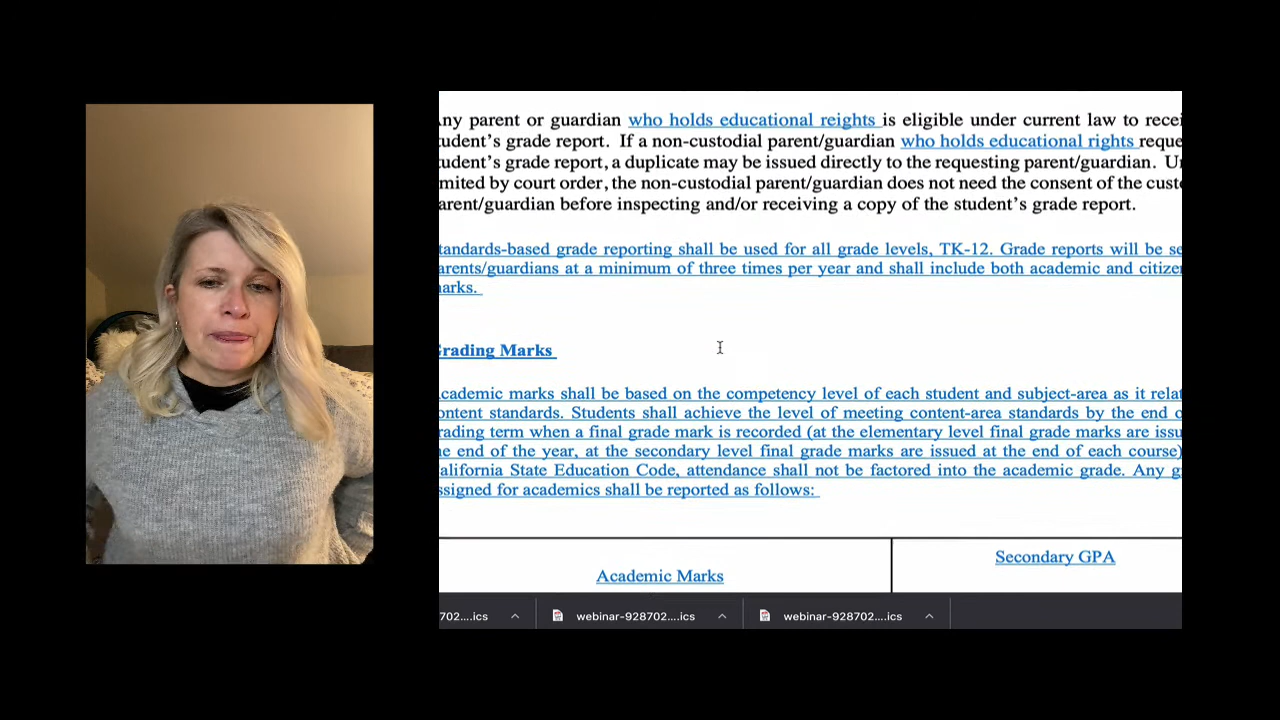 ny parent or guardian who holds educational reights is eligible under current law to recei
tudent's grade report. If a non-custodial parent/guardian who holds educational rights reque
tudent's grade report, a duplicate may be issued directly to the requesting parent/guardian. U
mited by court order, the non-custodial parent/guardian does not need the consent of the cust
arent/guardian before inspecting and/or receiving a copy of the student's grade report.
tandards-based grade reporting shall be used for all grade levels, TK-12. Grade reports will be se
arents/guardians at a minimum of three times per year and shall include both academic and citize
arks.
Grading Marks
cademic marks shall be based on the competency level of each student and subject-area as it relat
ontent standards. Students shall achieve the level of meeting content-area standards by the end o
rading term when a final grade mark is recorded (at the elementary level final grade marks are issu
he end of the year, at the secondary level final grade marks are issued at the end of each course)
alifornia State Education Code, attendance shall not be factored into the academic grade. Any g
ssigned for academics shall be reported as follows:
Secondary GPA
Academic Marks
702....ics
webinar-928702....ics
webinar-928702....ics